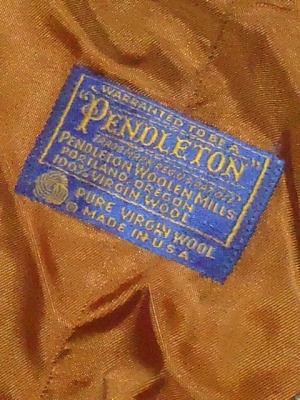 WARRANTED TO BE A
"PENDLETON"
PENDLETON WOOLEN MILLS
PORTLAND, OREGON
100% VIRGIN WOOL
PURE VIRGIN WOOL
MADE IN U.S.A.